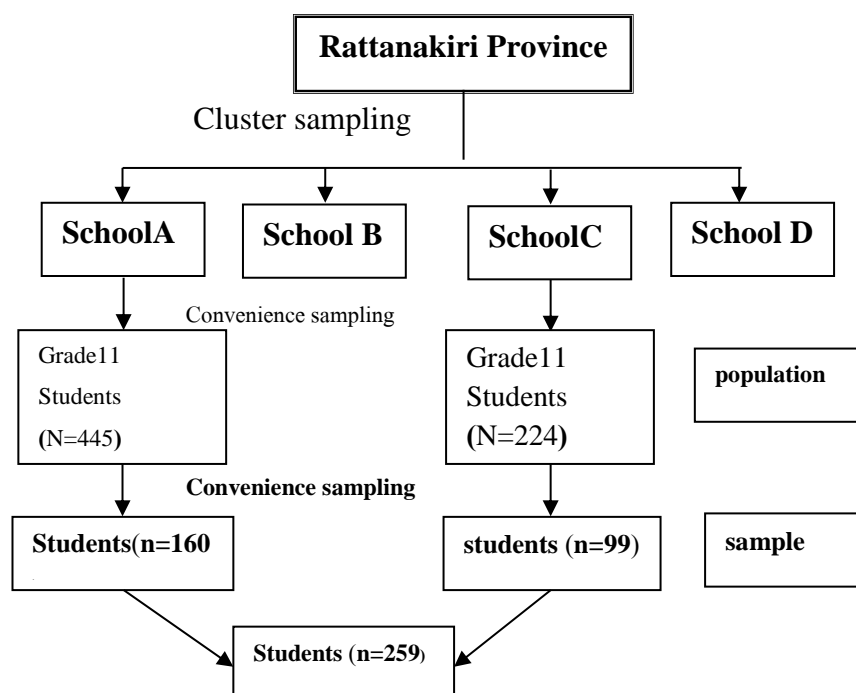 Rattanakiri Province
Cluster sampling
SchoolA
School B
SchoolC
School D
Convenience sampling
Grade11
Students
(N=445)
Grade11
Students
(N=224)
population
Convenience sampling
Students(n=160
students (n=99)
sample
Students (n=259)